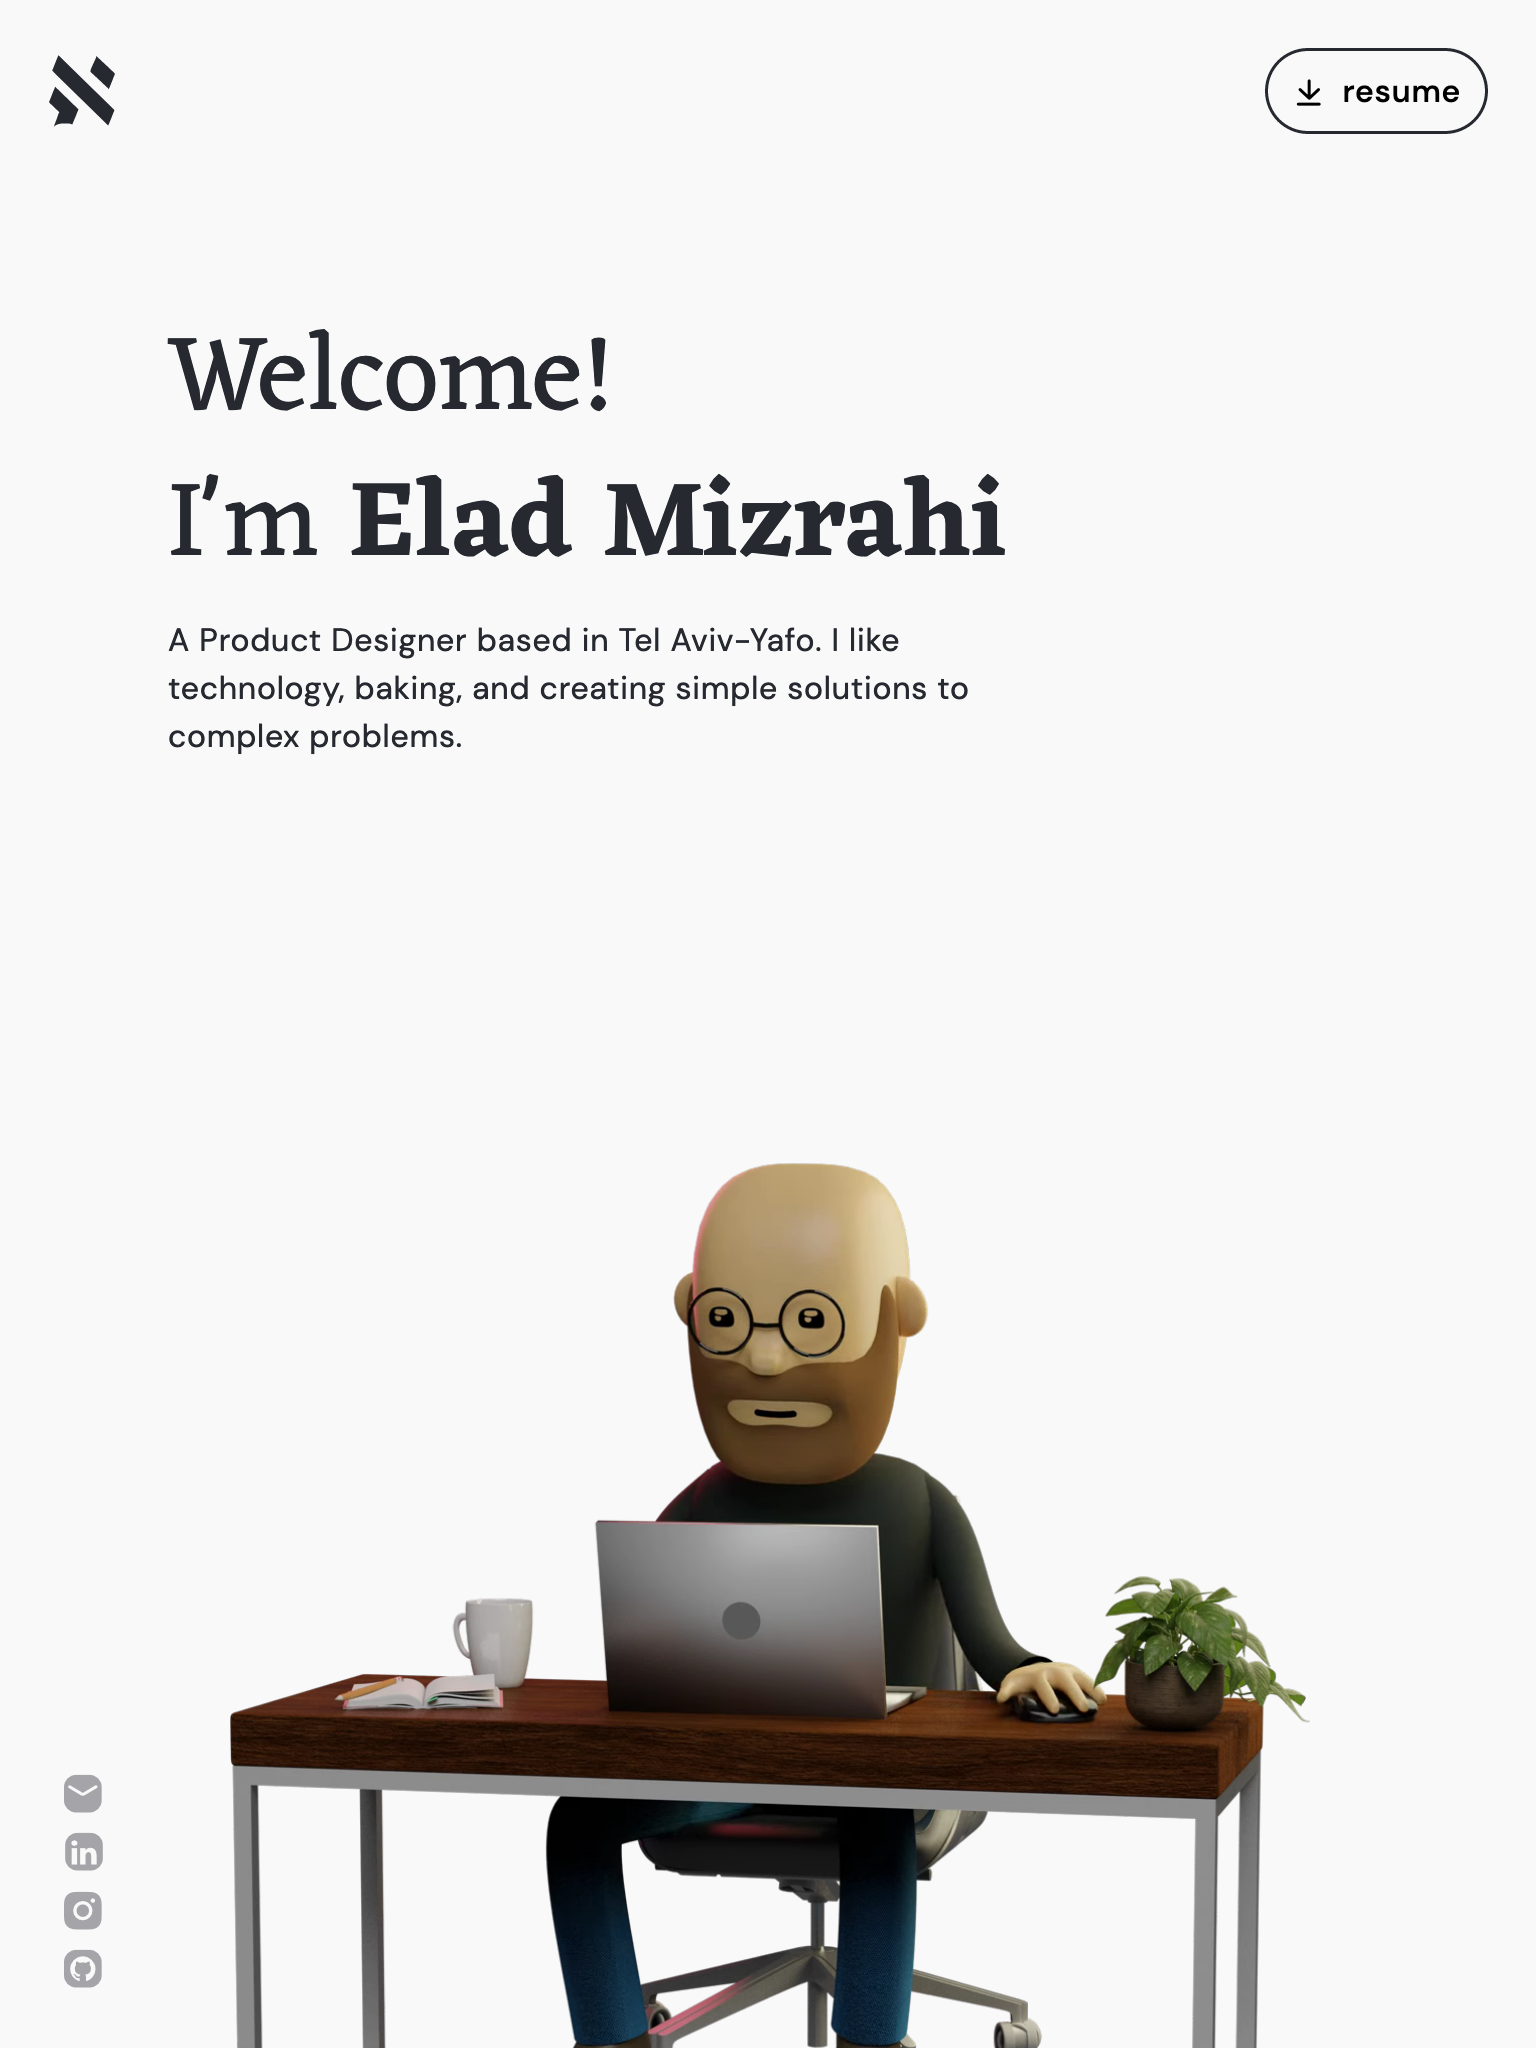 resume
Welcome!
I'm Elad Mizrahi
A Product Designer based in Tel Aviv-Yafo. I like
technology, baking, and creating simple solutions to
complex problems.